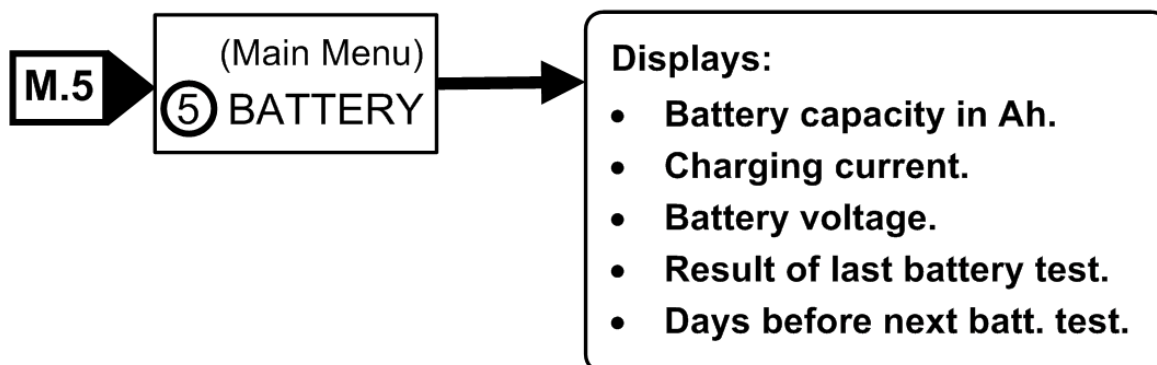 M.5
(Main Menu)
⑤ BATTERY
Displays:
• Battery capacity in Ah.
• Charging current.
• Battery voltage.
• Result of last battery test.
• Days before next batt. test.